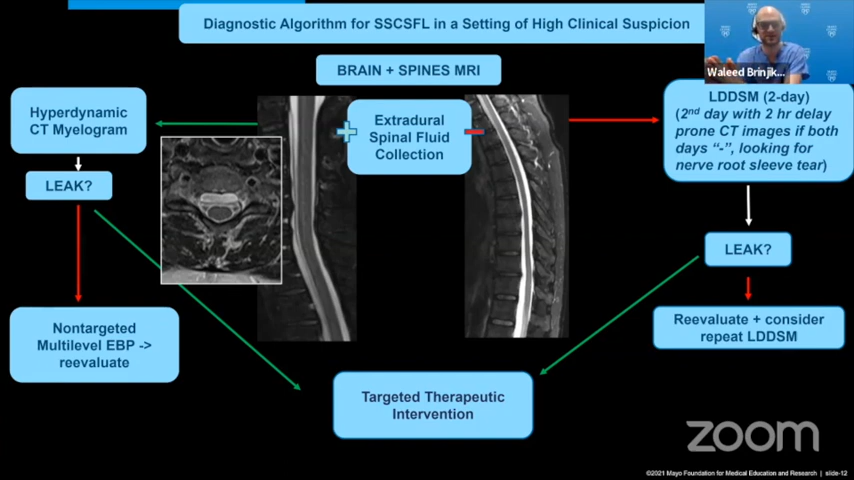 Diagnostic Algorithm for SSCSFL in a Setting of High Clinical Suspicion
Waleed Brinjik...
BRAIN + SPINES MRI
Hyperdynamic
CT Myelogram
+
Extradural
Spinal Fluid
Collection
-
LDDSM (2-day)
(2nd day with 2 hr delay
prone CT images if both
days “-”, looking for
nerve root sleeve tear)
LEAK?
LEAK?
Nontargeted
Multilevel EBP ->
reevaluate
Reevaluate + consider
repeat LDDSM
Targeted Therapeutic
Intervention
zoom
©2021 Mayo Foundation for Medical Education and Research | slide-12